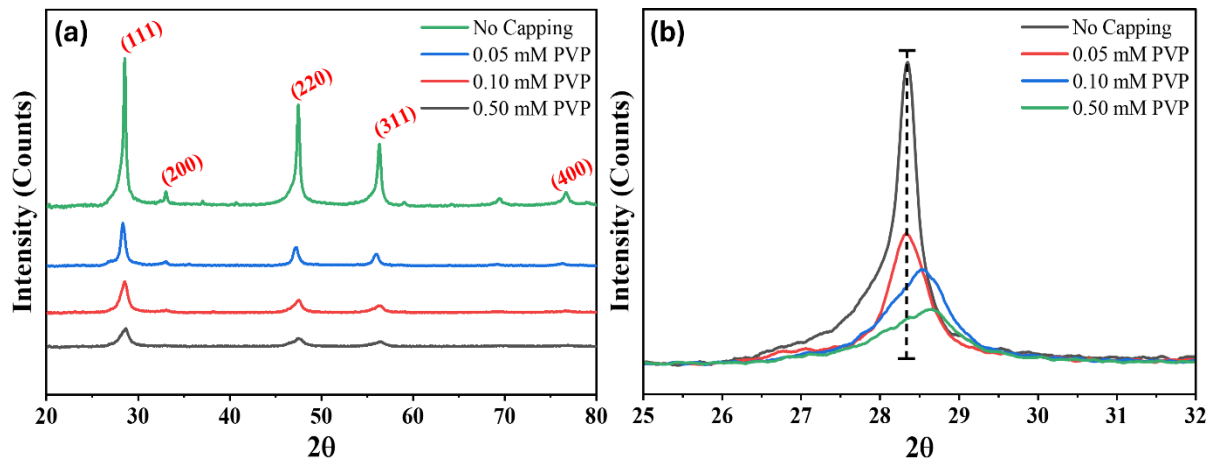 (a)
(111)
(200)
(220)
(311)
(400)
No Capping
0.05 mM PVP
0.10 mM PVP
0.50 mM PVP
Intensity (Counts)
20 30 40 50 60 70 80
2θ
(b)
No Capping
0.05 mM PVP
0.10 mM PVP
0.50 mM PVP
Intensity (Counts)
25 26 27 28 29 30 31 32
2θ